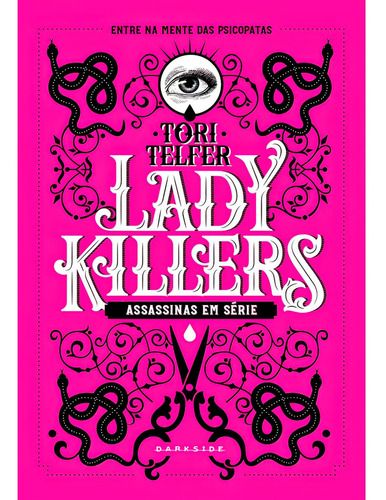 ENTRE NA MENTE DAS PSICOPATAS
TORI
TELFER
LADY
KILLERS
ASSASSINAS EM SÉRIE
DARKSIDE